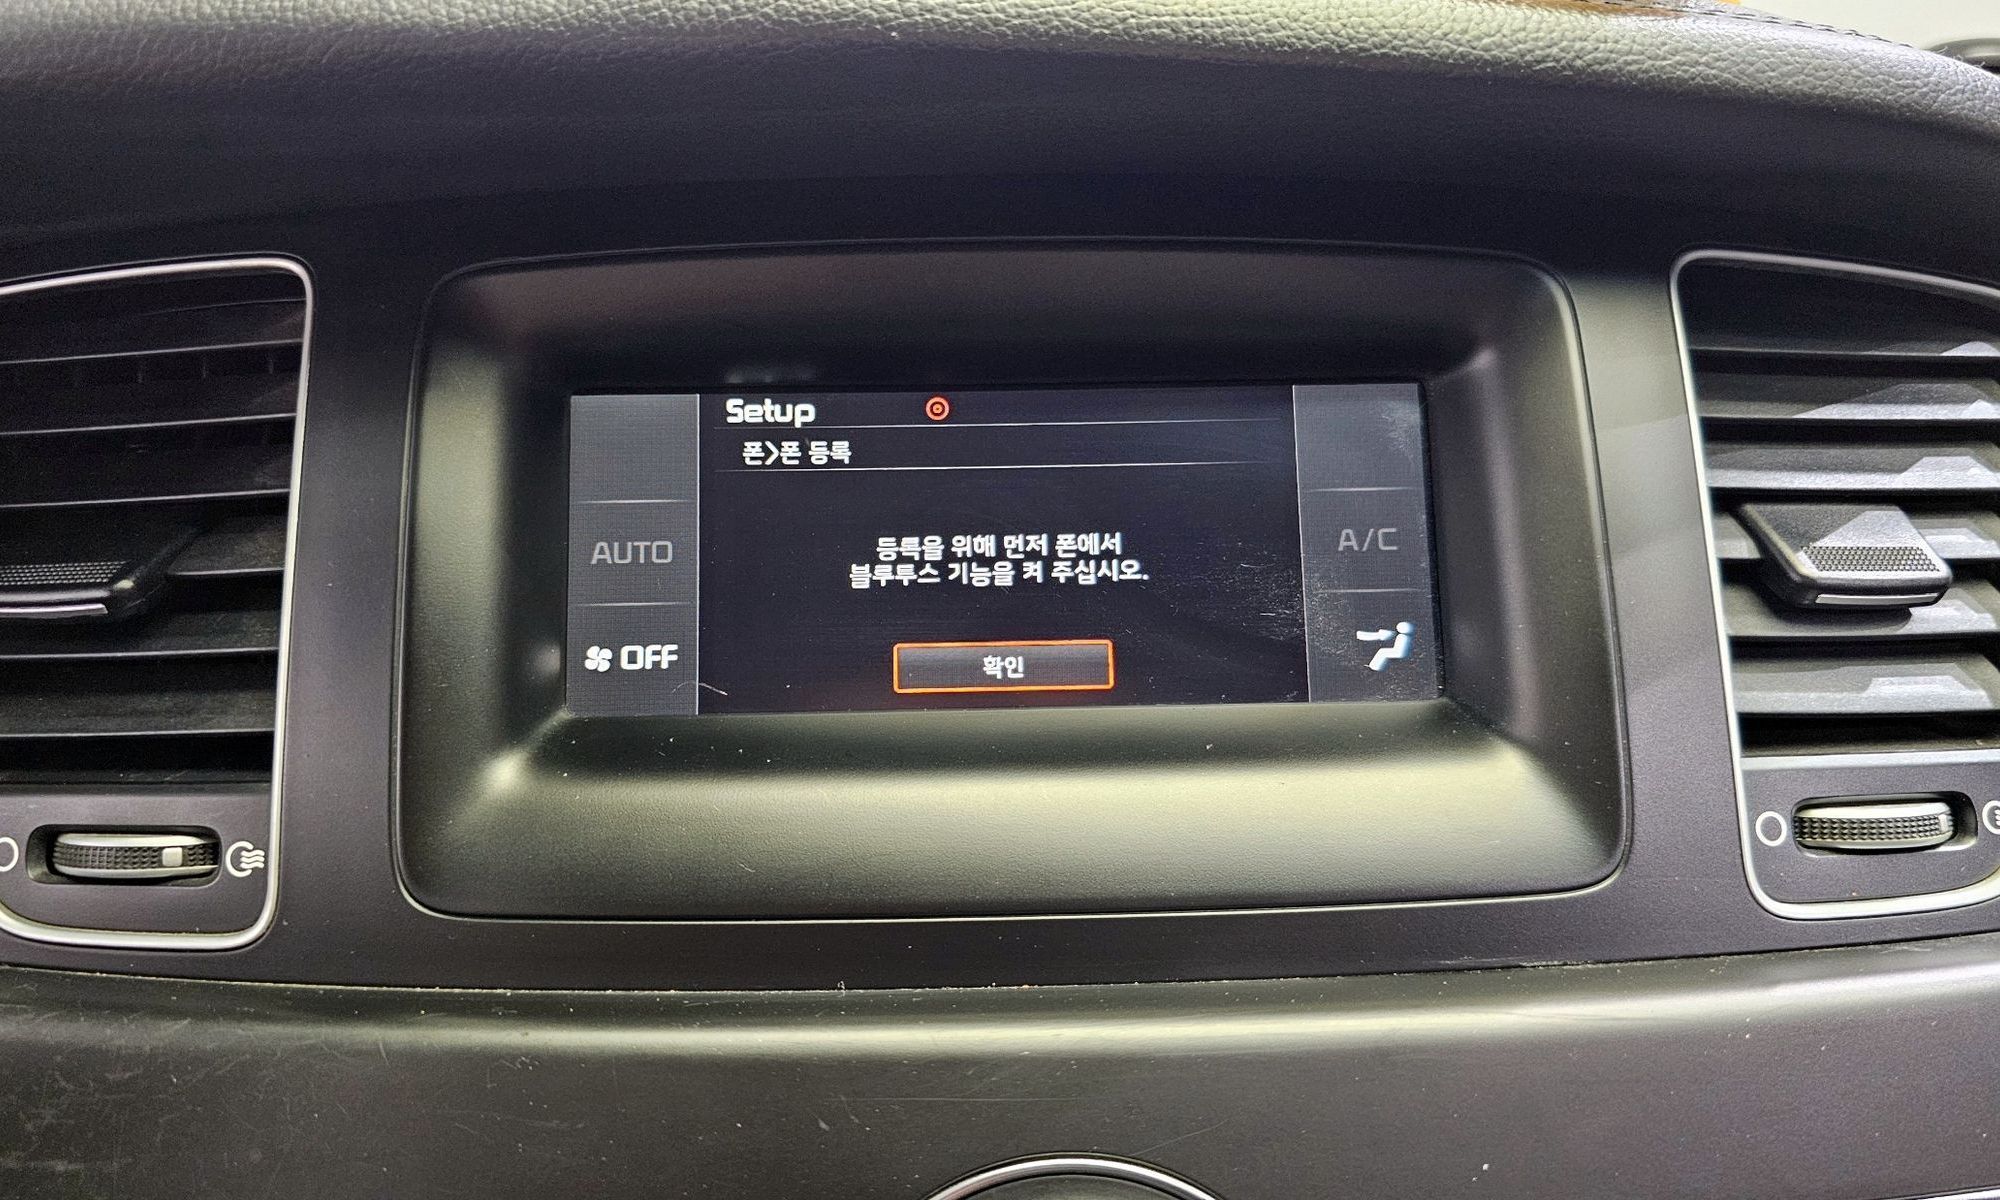 Setup
폰>폰 등록
AUTO
OFF
등록을 위해 먼저 폰에서
블루투스 기능을 켜 주십시오.
확인
A/C